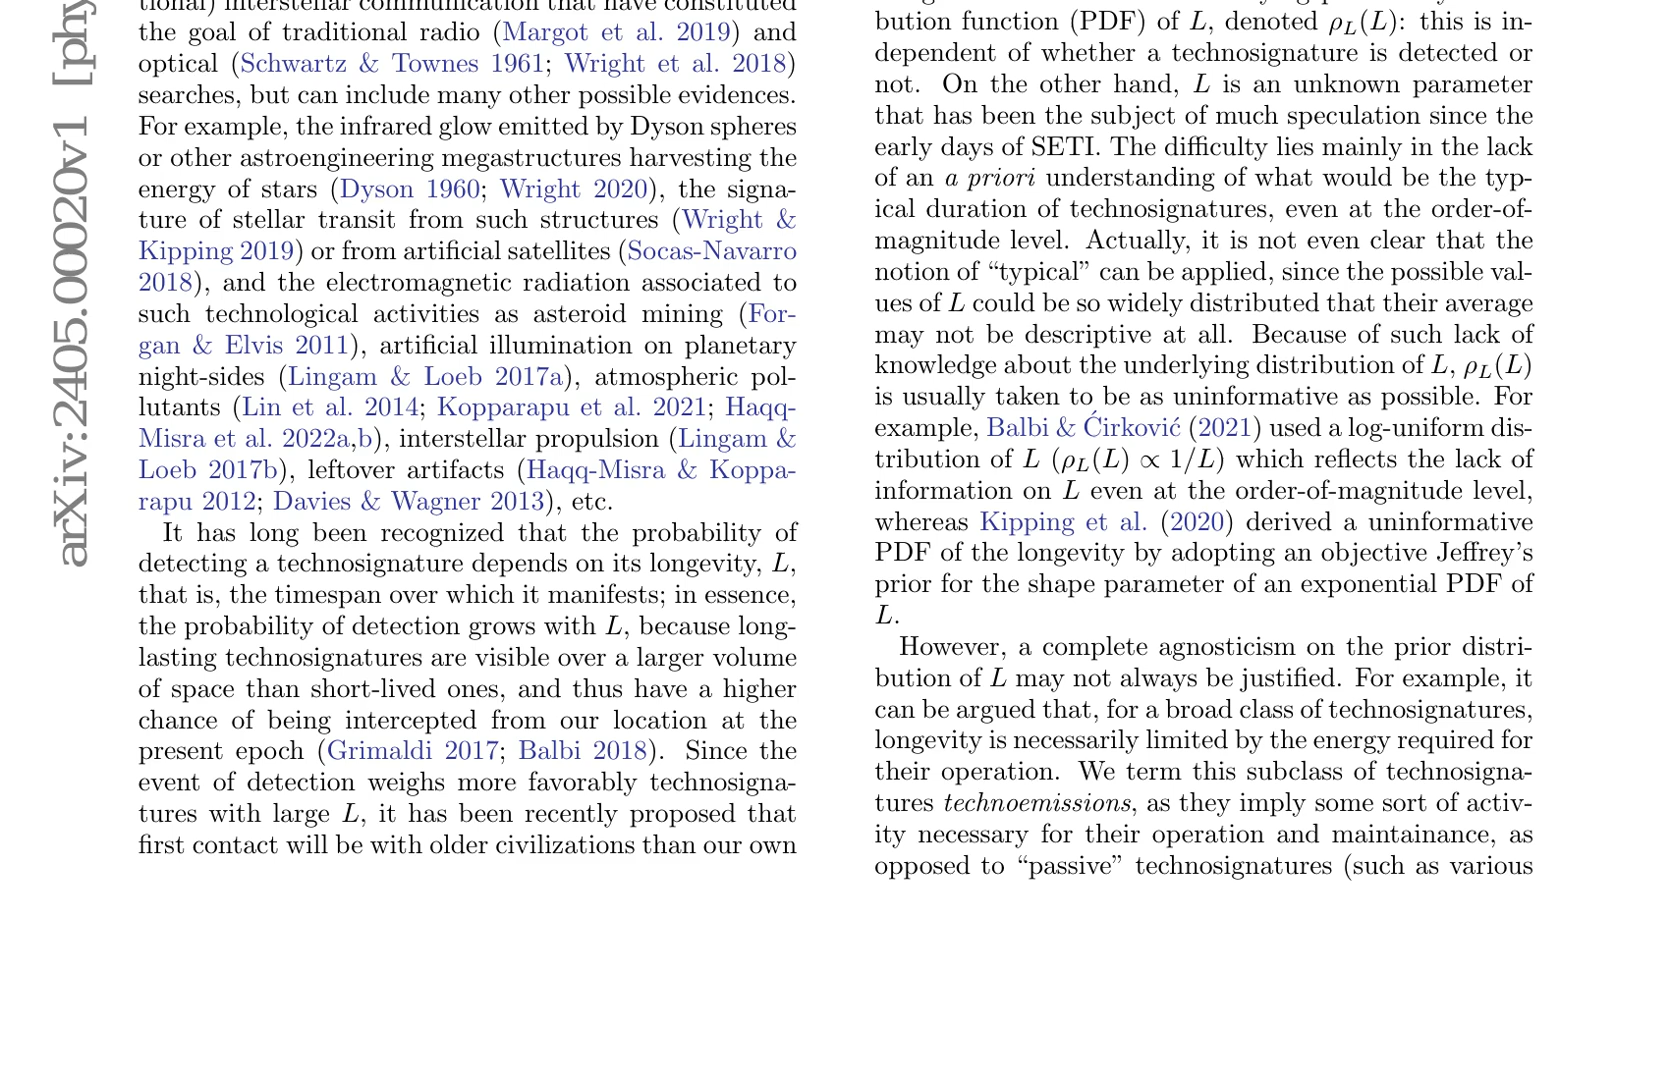 arXiv:2405.00020v1 [phy
tional) interstellar communication that have constituted
the goal of traditional radio (Margot et al. 2019) and
optical (Schwartz & Townes 1961; Wright et al. 2018)
searches, but can include many other possible evidences.
For example, the infrared glow emitted by Dyson spheres
or other astroengineering megastructures harvesting the
energy of stars (Dyson 1960; Wright 2020), the signa-
ture of stellar transit from such structures (Wright &
Kipping 2019) or from artificial satellites (Socas-Navarro
2018), and the electromagnetic radiation associated to
such technological activities as asteroid mining (For-
gan & Elvis 2011), artificial illumination on planetary
night-sides (Lingam & Loeb 2017a), atmospheric pol-
lutants (Lin et al. 2014; Kopparapu et al. 2021; Haqq-
Misra et al. 2022a,b), interstellar propulsion (Lingam &
Loeb 2017b), leftover artifacts (Haqq-Misra & Koppa-
rapu 2012; Davies & Wagner 2013), etc.
It has long been recognized that the probability of
detecting a technosignature depends on its longevity, L,
that is, the timespan over which it manifests; in essence,
the probability of detection grows with L, because long-
lasting technosignatures are visible over a larger volume
of space than short-lived ones, and thus have a higher
chance of being intercepted from our location at the
present epoch (Grimaldi 2017; Balbi 2018). Since the
event of detection weighs more favorably technosigna-
tures with large L, it has been recently proposed that
first contact will be with older civilizations than our own
bution function (PDF) of L, denoted ρL(L): this is in-
dependent of whether a technosignature is detected or
not. On the other hand, L is an unknown parameter
that has been the subject of much speculation since the
early days of SETI. The difficulty lies mainly in the lack
of an a priori understanding of what would be the typ-
ical duration of technosignatures, even at the order-of-
magnitude level. Actually, it is not even clear that the
notion of “typical” can be applied, since the possible val-
ues of L could be so widely distributed that their average
may not be descriptive at all. Because of such lack of
knowledge about the underlying distribution of L, ρL(L)
is usually taken to be as uninformative as possible. For
example, Balbi & Ćirković (2021) used a log-uniform dis-
tribution of L (ρL(L) ∝ 1/L) which reflects the lack of
information on L even at the order-of-magnitude level,
whereas Kipping et al. (2020) derived a uninformative
PDF of the longevity by adopting an objective Jeffrey’s
prior for the shape parameter of an exponential PDF of
L.
However, a complete agnosticism on the prior distri-
bution of L may not always be justified. For example, it
can be argued that, for a broad class of technosignatures,
longevity is necessarily limited by the energy required for
their operation. We term this subclass of technosigna-
tures technoemissions, as they imply some sort of activ-
ity necessary for their operation and maintainance, as
opposed to “passive” technosignatures (such as various